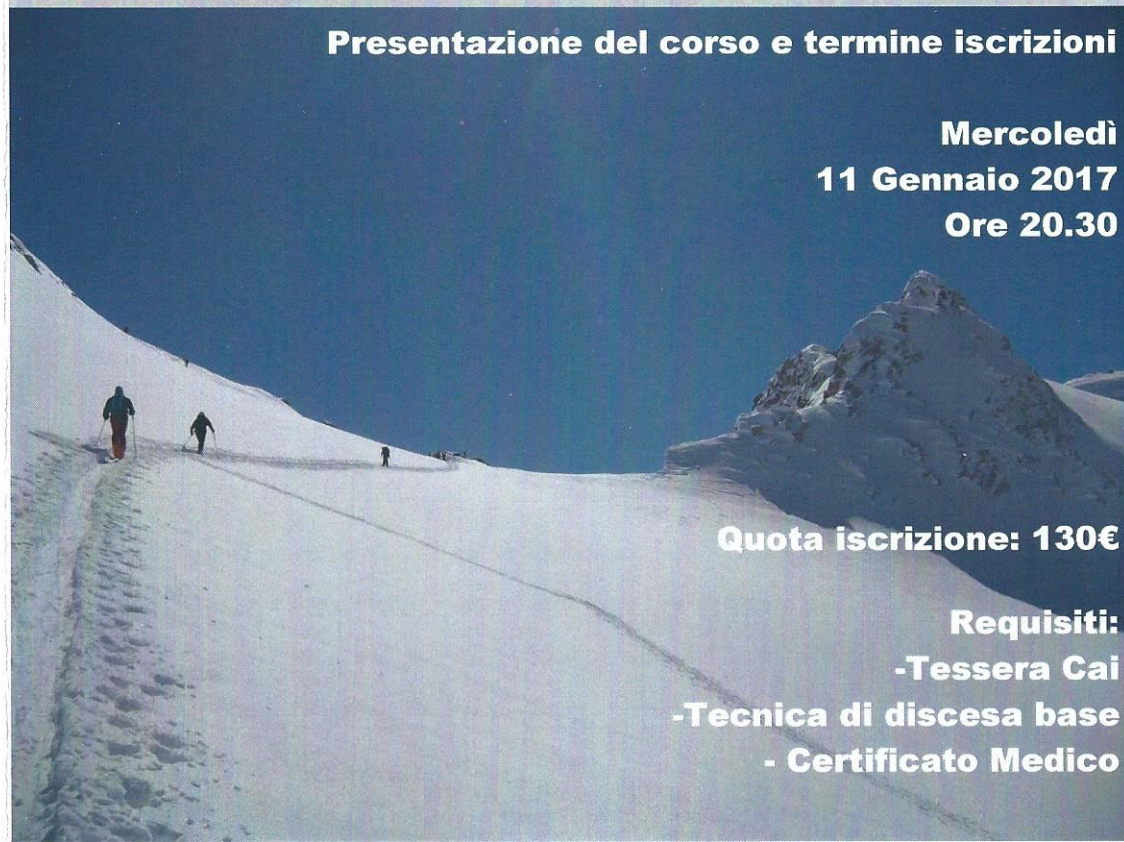 Presentazione del corso e termine iscrizioni
Mercoledì
11 Gennaio 2017
Ore 20.30
Quota iscrizione: 130€
Requisiti:
-Tessera Cai
-Tecnica di discesa base
- Certificato Medico